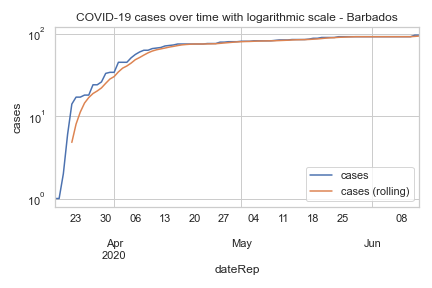 COVID-19 cases over time with logarithmic scale - Barbados
10²
10¹
10⁰
cases
cases
cases (rolling)
23 30 06 13 20 27 04 11 18 25 08
Apr May Jun
2020
dateRep